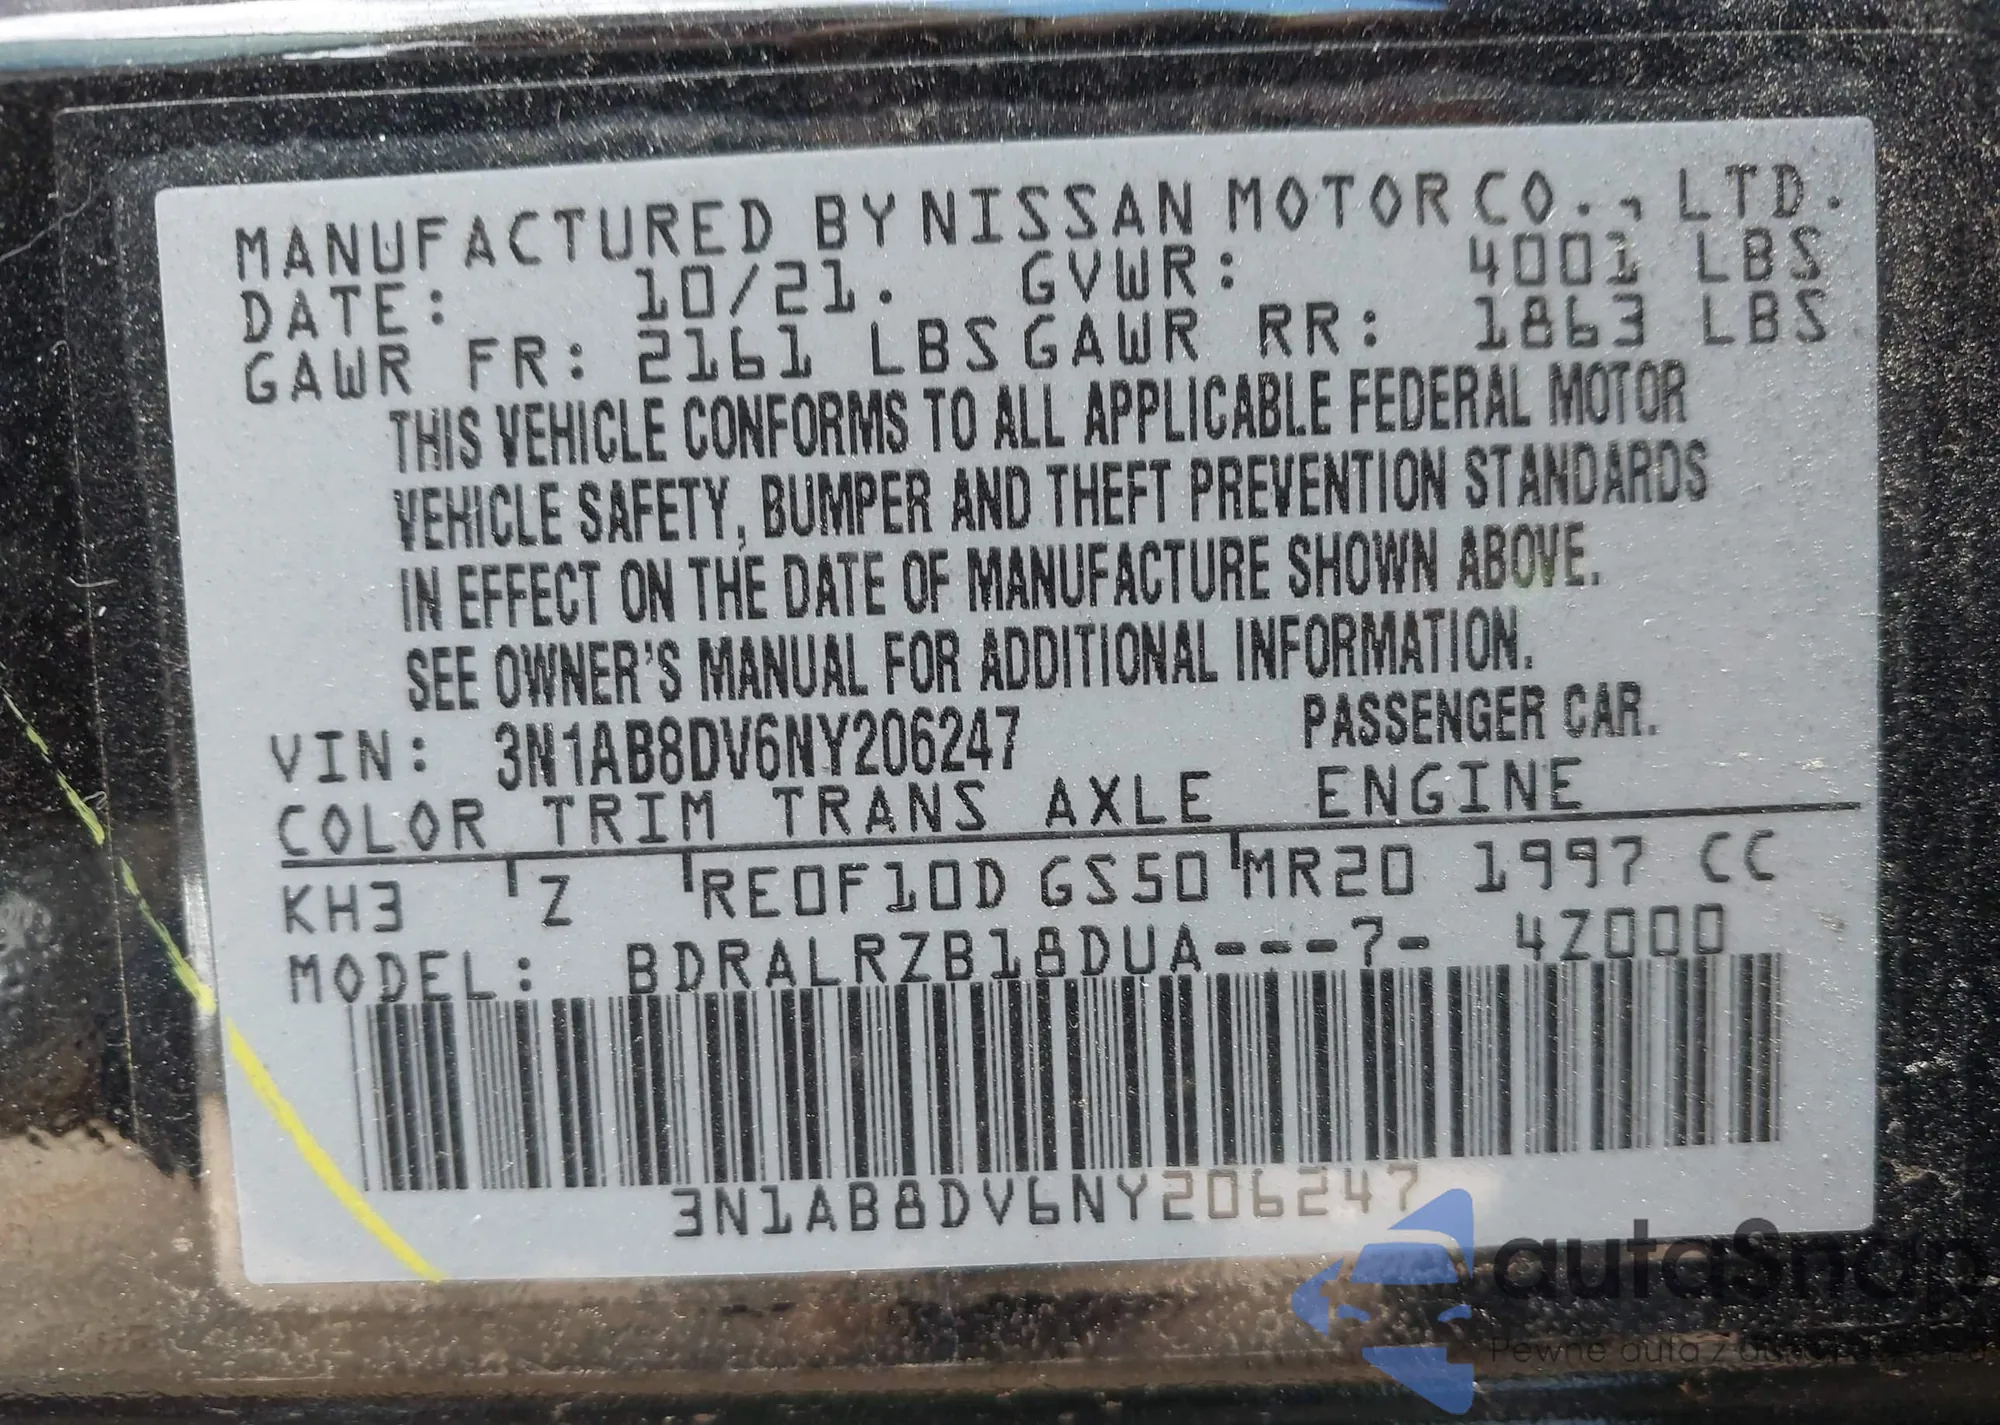 MANUFACTURED BY NISSAN MOTOR CO., LTD.
DATE: 10/21. GVWR: 4001 LBS
GAWR FR: 2161 LBS GAWR RR: 1863 LBS
THIS VEHICLE CONFORMS TO ALL APPLICABLE FEDERAL MOTOR
VEHICLE SAFETY, BUMPER AND THEFT PREVENTION STANDARDS
IN EFFECT ON THE DATE OF MANUFACTURE SHOWN ABOVE.
SEE OWNER'S MANUAL FOR ADDITIONAL INFORMATION.
VIN: 3N1AB8DV6NY206247 PASSENGER CAR.
COLOR TRIM TRANS AXLE ENGINE
KH3 Z RE0F10D GS50 MR20 1997 CC
MODEL: BDRALRZB18DUA---7- 4Z000
3N1AB8DV6NY206247
autaSnap
Pewne auta z